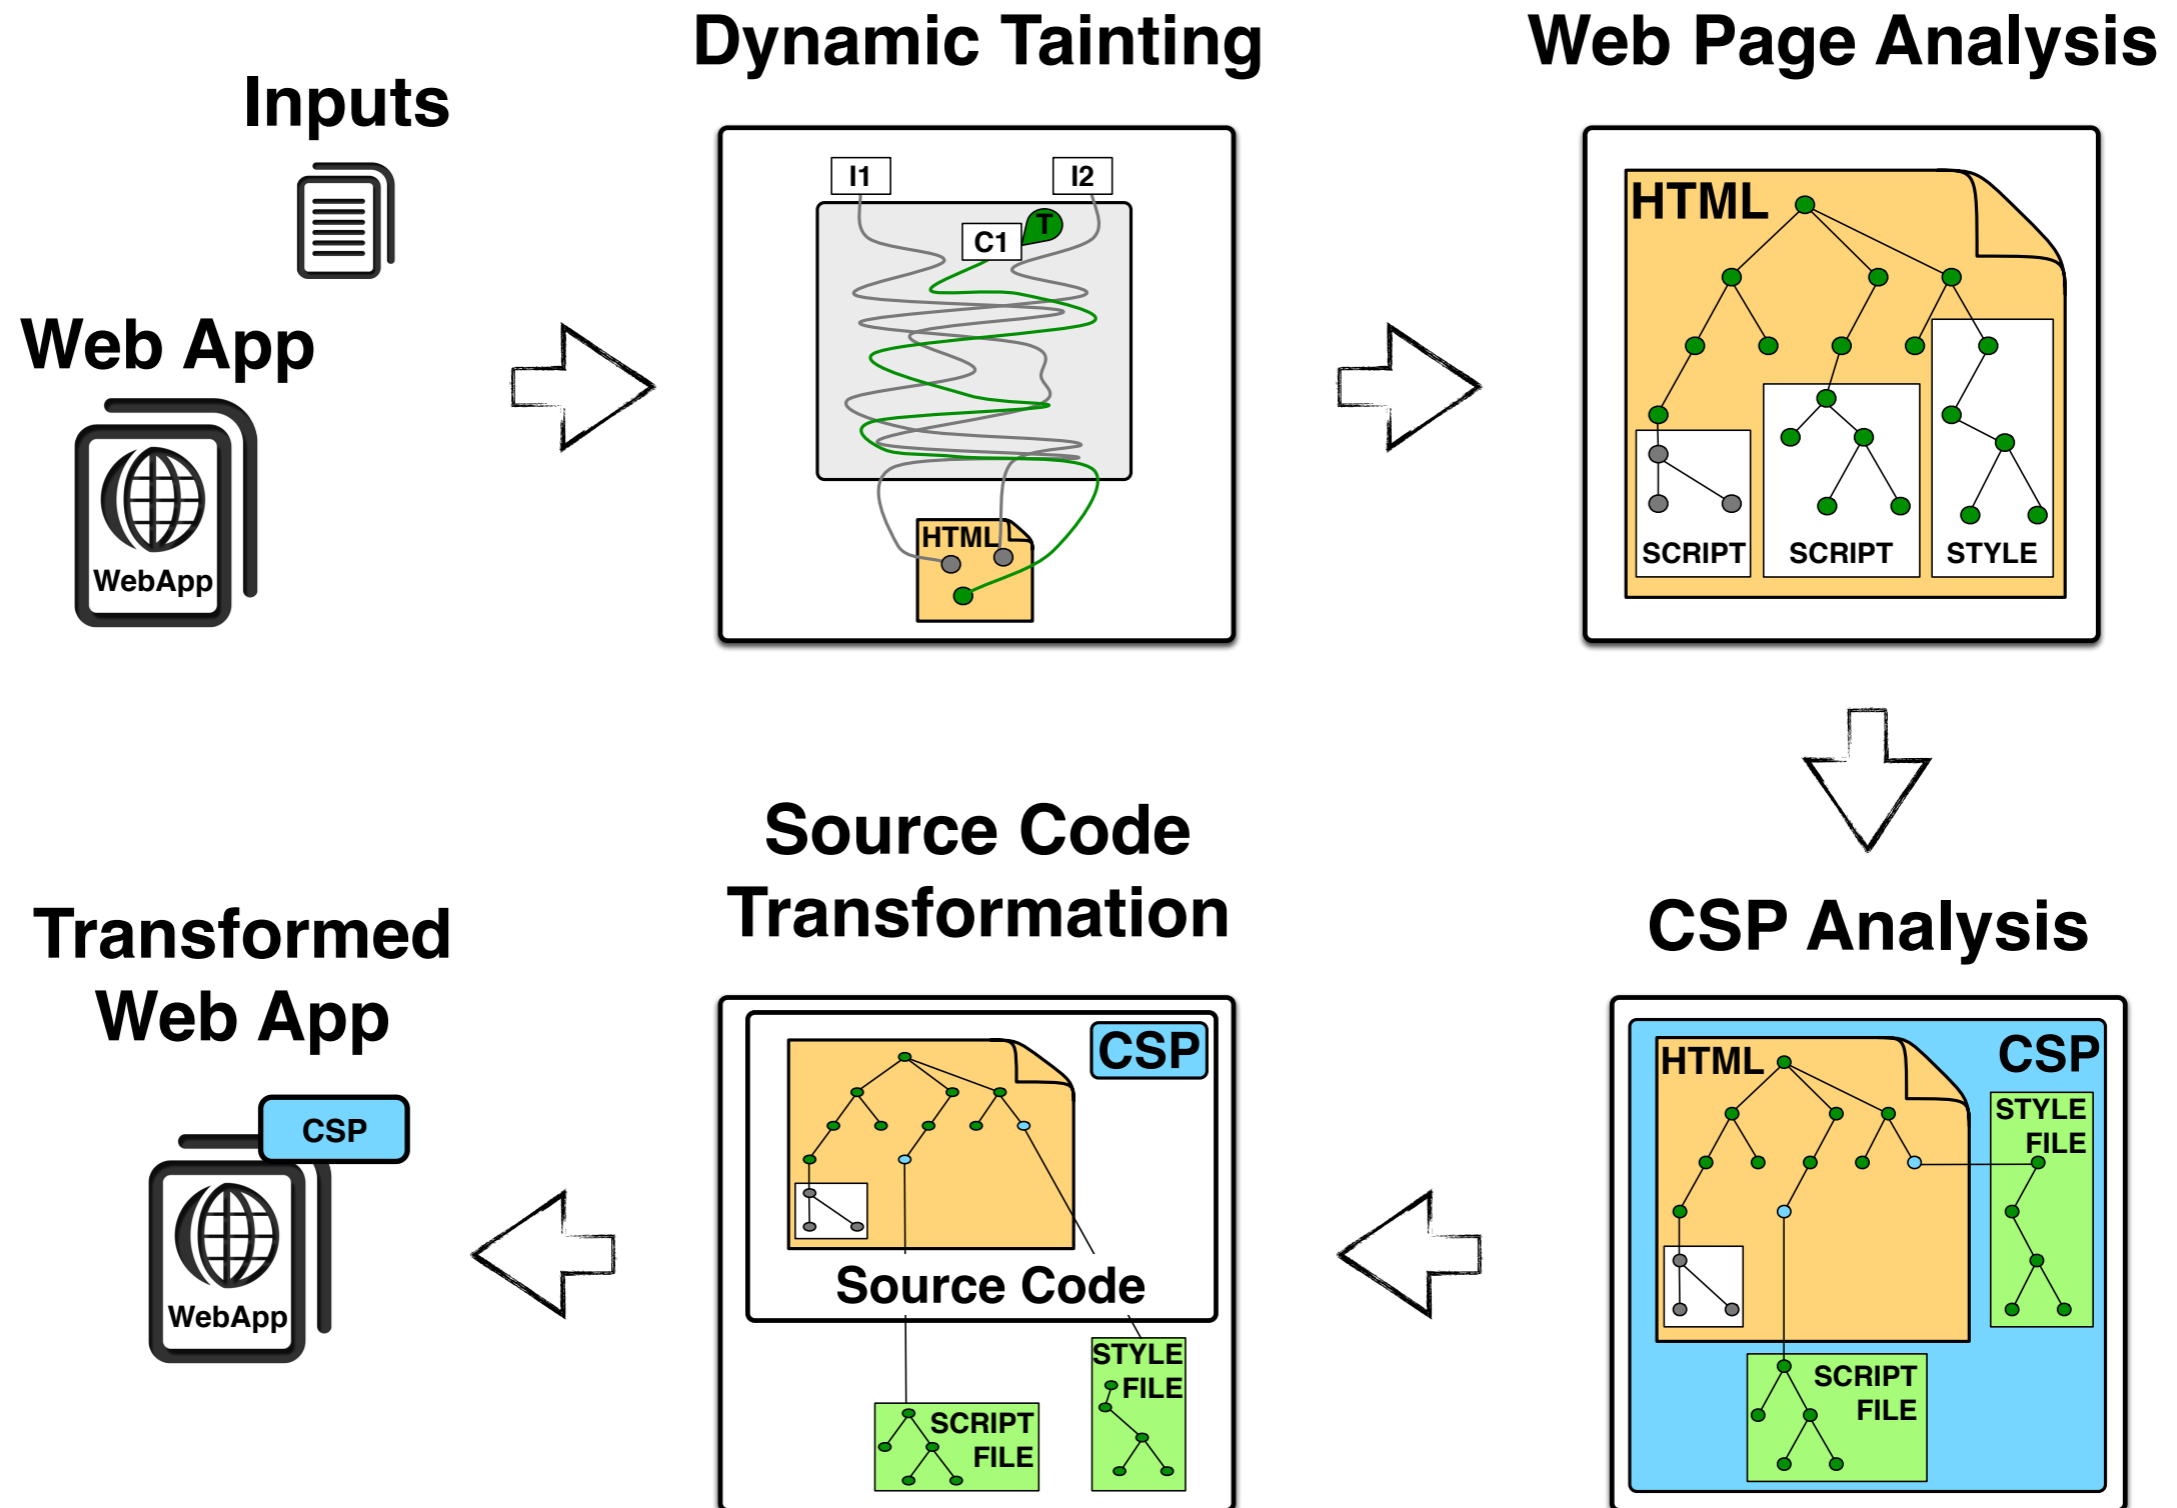 Inputs
Web App
WebApp
Dynamic Tainting
I1
I2
C1
T
HTML
Web Page Analysis
HTML
SCRIPT
SCRIPT
STYLE
CSP Analysis
HTML
CSP
STYLE
FILE
SCRIPT
FILE
Source Code
Transformation
CSP
Source Code
STYLE
FILE
SCRIPT
FILE
Transformed
Web App
CSP
WebApp